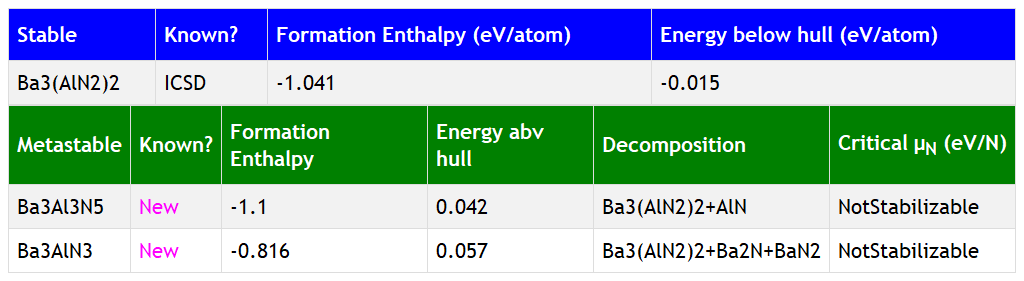 Stable Known? Formation Enthalpy (eV/atom) Energy below hull (eV/atom)
Ba3(AlN2)2 ICSD -1.041 -0.015
Metastable Known? Formation Enthalpy Energy abv hull Decomposition Critical μN (eV/N)
Ba3Al3N5 New -1.1 0.042 Ba3(AlN2)2+AlN NotStabilizable
Ba3AlN3 New -0.816 0.057 Ba3(AlN2)2+Ba2N+BaN2 NotStabilizable